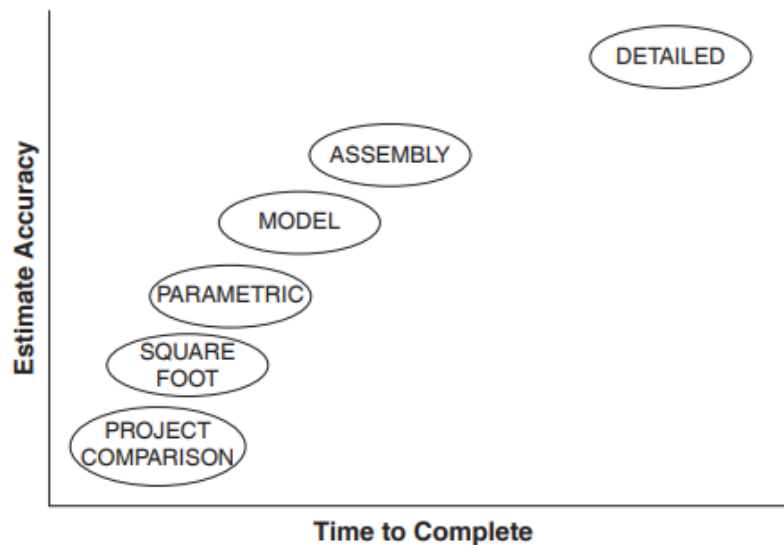 DETAILED
ASSEMBLY
MODEL
PARAMETRIC
SQUARE
FOOT
PROJECT
COMPARISON
Estimate Accuracy
Time to Complete